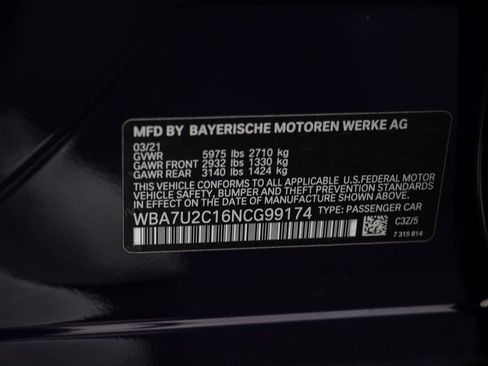 MFD BY BAYERISCHE MOTOREN WERKE AG
03/21
GVWR 5975 lbs 2710 kg
GAWR FRONT 2932 lbs 1330 kg
GAWR REAR 3140 lbs 1424 kg
THIS VEHICLE CONFORMS TO ALL APPLICABLE U.S.FEDERAL MOTOR
VEHICLE SAFETY, BUMPER, AND THEFT PREVENTION STANDARDS
IN EFFECT ON THE DATE OF MANUFACTURE SHOWN ABOVE.
WBA7U2C16NCG99174 TYPE: PASSENGER CAR
C3Z/5
7 315 814